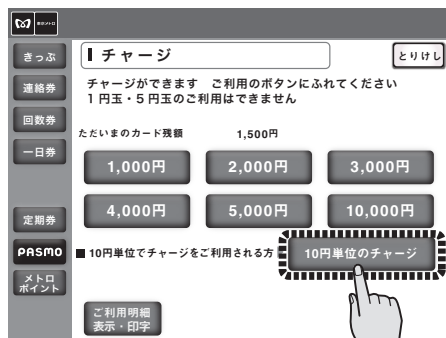 東京メトロ
きっぷ
チャージ
とりけし
連絡券
チャージができます ご利用のボタンにふれてください
1円玉・5円玉のご利用はできません
回数券
ただいまのカード残額 1,500円
一日券
1,000円 2,000円 3,000円
4,000円 5,000円 10,000円
定期券
PASMO
■ 10円単位でチャージをご利用される方 10円単位のチャージ
メトロ
ポイント
ご利用明細
表示・印字